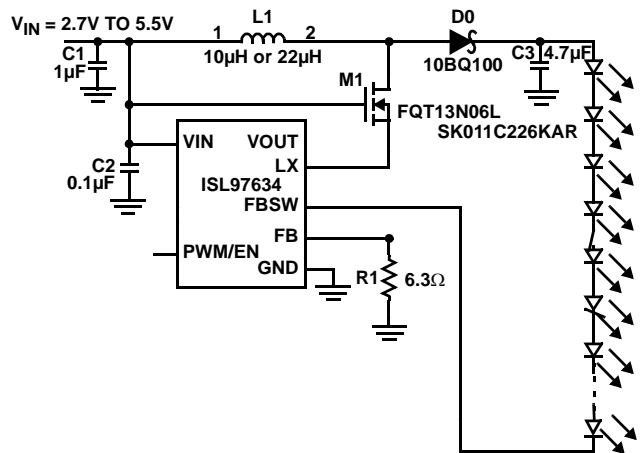 VIN = 2.7V TO 5.5V
L1
1 2
10µH or 22µH
D0
10BQ100
C1
1µF
C3 4.7µF
M1
FQT13N06L
SK011C226KAR
C2
0.1µF
VIN VOUT
LX
ISL97634
FBSW
FB
PWM/EN
GND
R1 6.3Ω